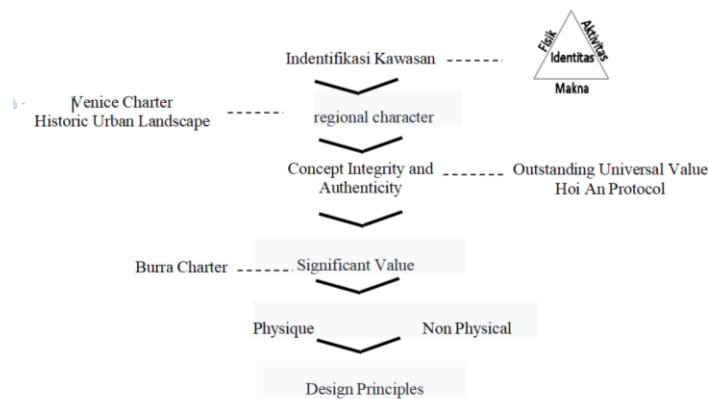 Indentifikasi Kawasan
Fisik
Aktivitas
Identitas
Makna
Venice Charter
Historic Urban Landscape
regional character
Concept Integrity and
Authenticity
Outstanding Universal Value
Hoi An Protocol
Burra Charter
Significant Value
Physique
Non Physical
Design Principles